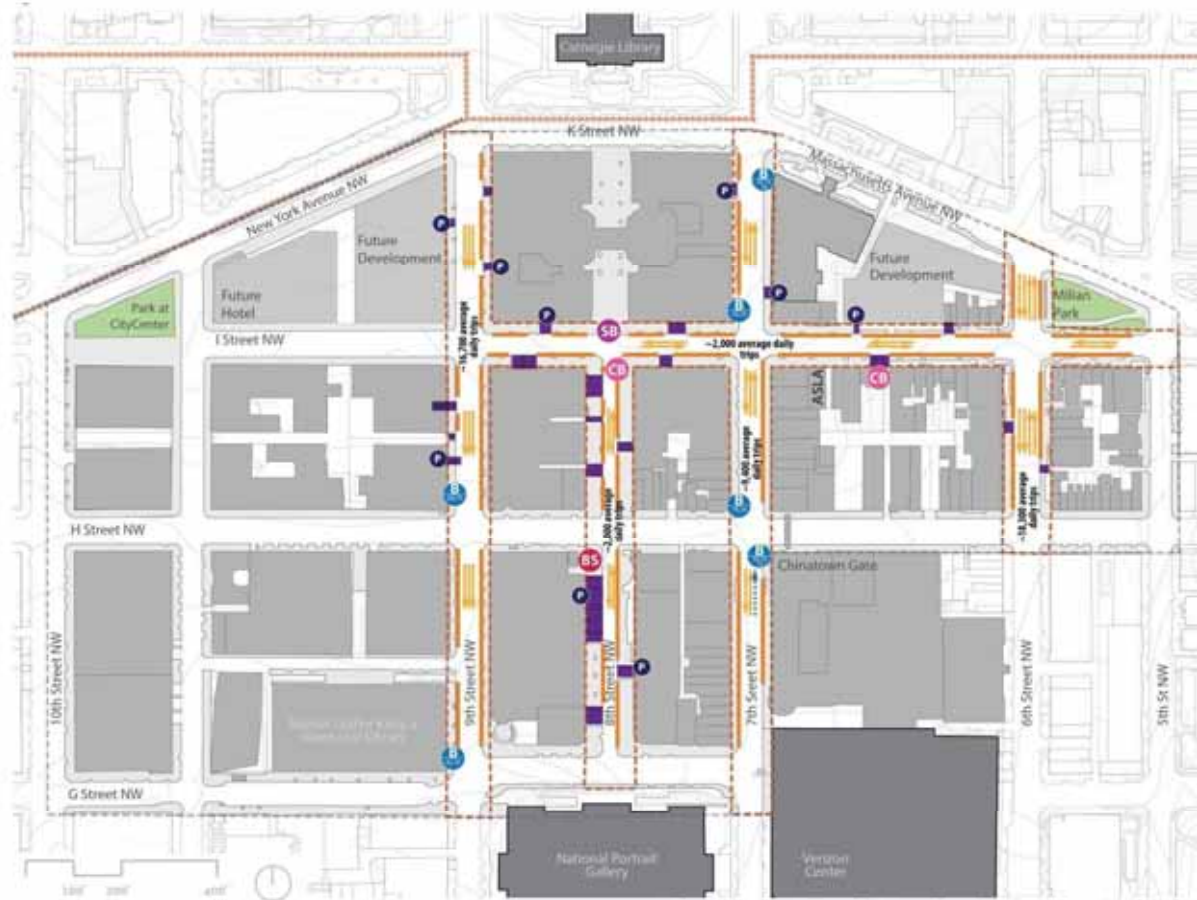 Carnegie Library
K Street NW
Massachusetts Avenue NW
New York Avenue NW
P
B
P
Future
Development
Future
Development
P
P
Future
Hotel
Park at
CityCenter
Milian
Park
P
B
P
P
SB
I Street NW
~16,700 average
daily trips
~2,000 average daily
trips
CB
CB
ASLA
P
B
~9,400 average
daily trips
B
~2,000 average
daily trips
~10,300 average
daily trips
H Street NW
BS
B
Chinatown Gate
P
P
10th Street NW
9th Street NW
8th Street NW
7th Sreet NW
6th Street NW
5th St NW
B
G Street NW
National Portrait
Gallery
Verizon
Center
100'
200'
400'